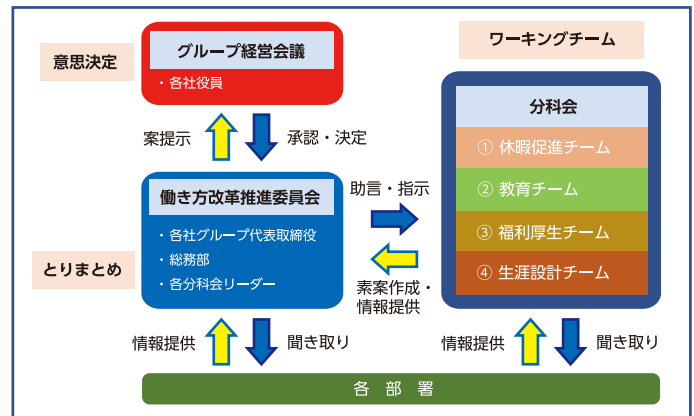 意思決定
グループ経営会議
・各社役員
案提示
承認・決定
とりまとめ
働き方改革推進委員会
・各社グループ代表取締役
・総務部
・各分科会リーダー
助言・指示
素案作成・
情報提供
ワーキングチーム
分科会
① 休暇促進チーム
② 教育チーム
③ 福利厚生チーム
④ 生涯設計チーム
情報提供
聞き取り
情報提供
聞き取り
各 部 署